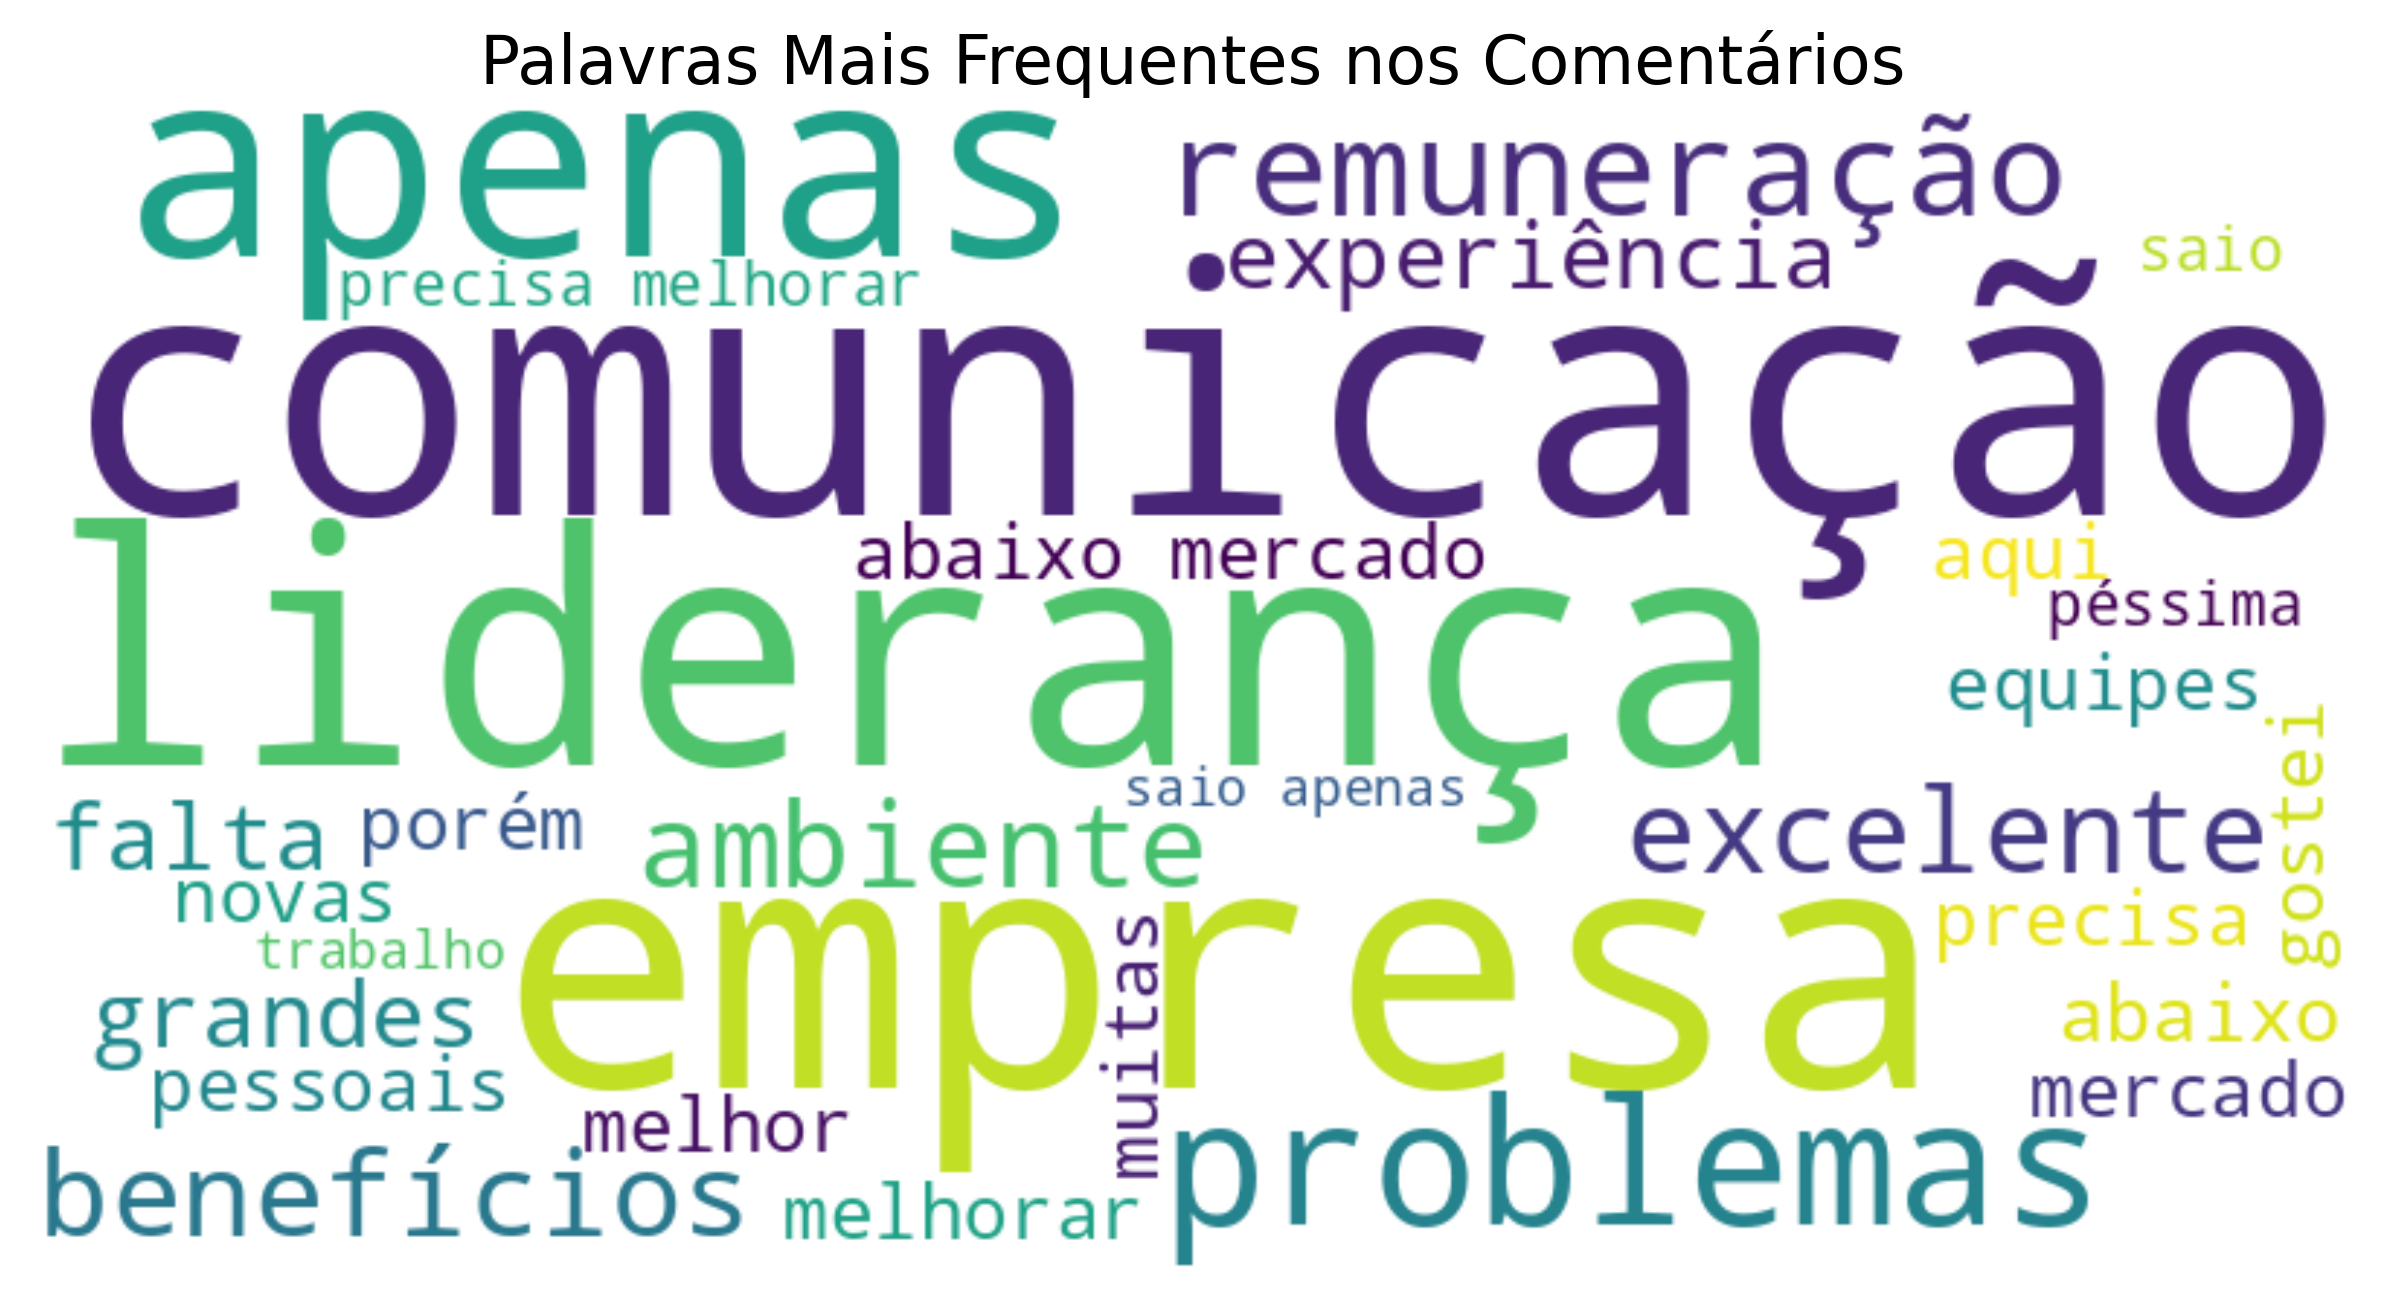 Palavras Mais Frequentes nos Comentários
apenas
remuneração
experiência
saio
precisa melhorar
comunicação
abaixo mercado
aqui
péssima
liderança
equipes
gostei
saio apenas
falta
porém
ambiente
excelente
novas
trabalho
empresa
muitas
precisa
grandes
abaixo
pessoais
mercado
melhor
problemas
benefícios
melhorar